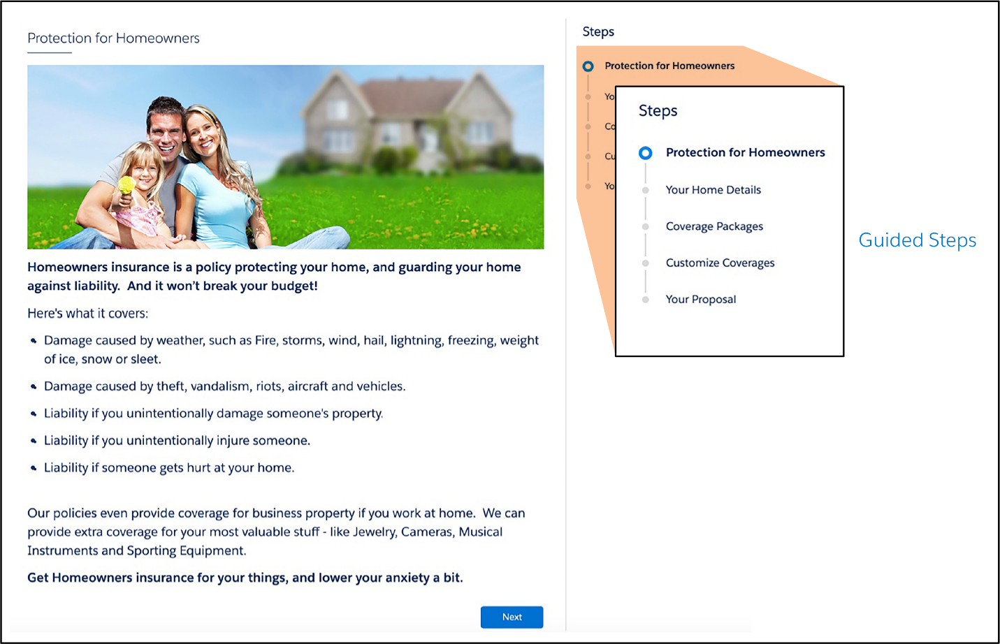 Protection for Homeowners
Homeowners insurance is a policy protecting your home, and guarding your home
against liability.  And it won't break your budget!
Here's what it covers:
Damage caused by weather, such as Fire, storms, wind, hail, lightning, freezing, weight
of ice, snow or sleet.
Damage caused by theft, vandalism, riots, aircraft and vehicles.
Liability if you unintentionally damage someone's property.
Liability if you unintentionally injure someone.
Liability if someone gets hurt at your home.
Our policies even provide coverage for business property if you work at home.  We can
provide extra coverage for your most valuable stuff - like Jewelry, Cameras, Musical
Instruments and Sporting Equipment.
Get Homeowners insurance for your things, and lower your anxiety a bit.
Next
Steps
Protection for Homeowners
Yo
Co
Cu
Yo
Steps
Protection for Homeowners
Your Home Details
Coverage Packages
Customize Coverages
Your Proposal
Guided Steps